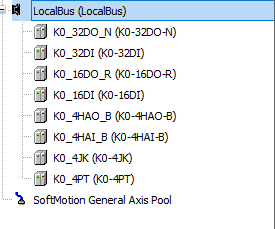 LocalBus (LocalBus)
K0_32DO_N (K0-32DO-N)
K0_32DI (K0-32DI)
K0_16DO_R (K0-16DO-R)
K0_16DI (K0-16DI)
K0_4HAO_B (K0-4HAO-B)
K0_4HAI_B (K0-4HAI-B)
K0_4JK (K0-4JK)
K0_4PT (K0-4PT)
SoftMotion General Axis Pool